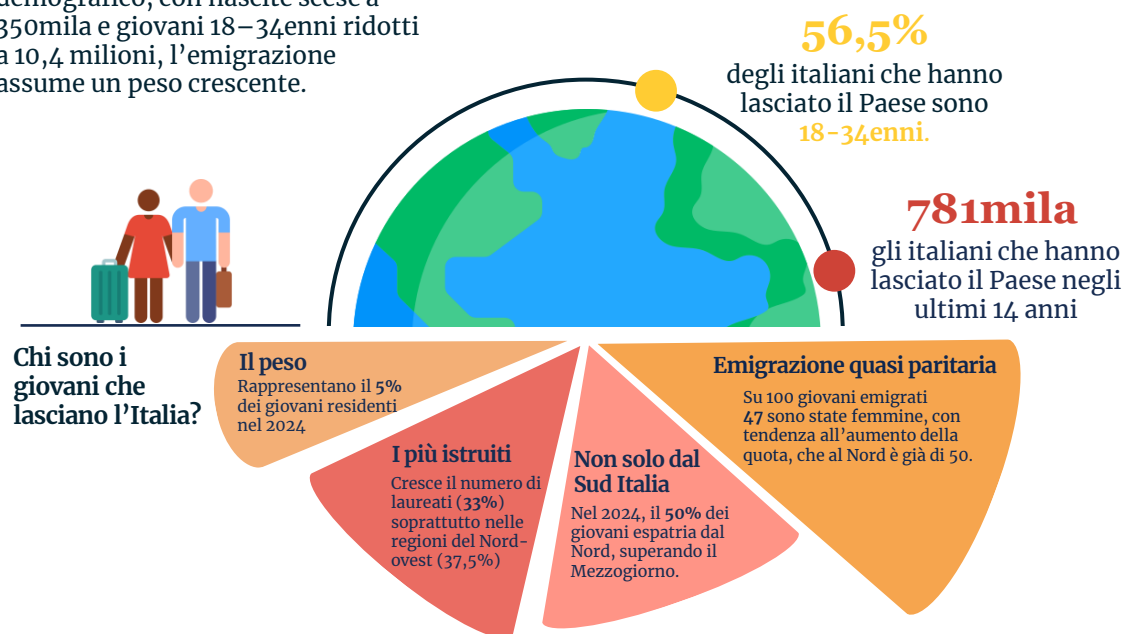 demografico, con nascite scese a
350mila e giovani 18–34enni ridotti
a 10,4 milioni, l’emigrazione
assume un peso crescente.
56,5%
degli italiani che hanno
lasciato il Paese sono
18-34enni.
781mila
gli italiani che hanno
lasciato il Paese negli
ultimi 14 anni
Chi sono i
giovani che
lasciano l’Italia?
Il peso
Rappresentano il 5%
dei giovani residenti
nel 2024
I più istruiti
Cresce il numero di
laureati (33%)
soprattutto nelle
regioni del Nord-
ovest (37,5%)
Non solo dal
Sud Italia
Nel 2024, il 50% dei
giovani espatria dal
Nord, superando il
Mezzogiorno.
Emigrazione quasi paritaria
Su 100 giovani emigrati
47 sono state femmine, con
tendenza all’aumento della
quota, che al Nord è già di 50.